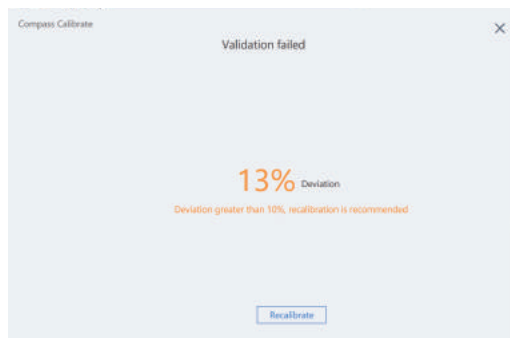 Compass Calibrate
Validation failed
13% Deviation
Deviation greater than 10%, recalibration is recommended
Recalibrate